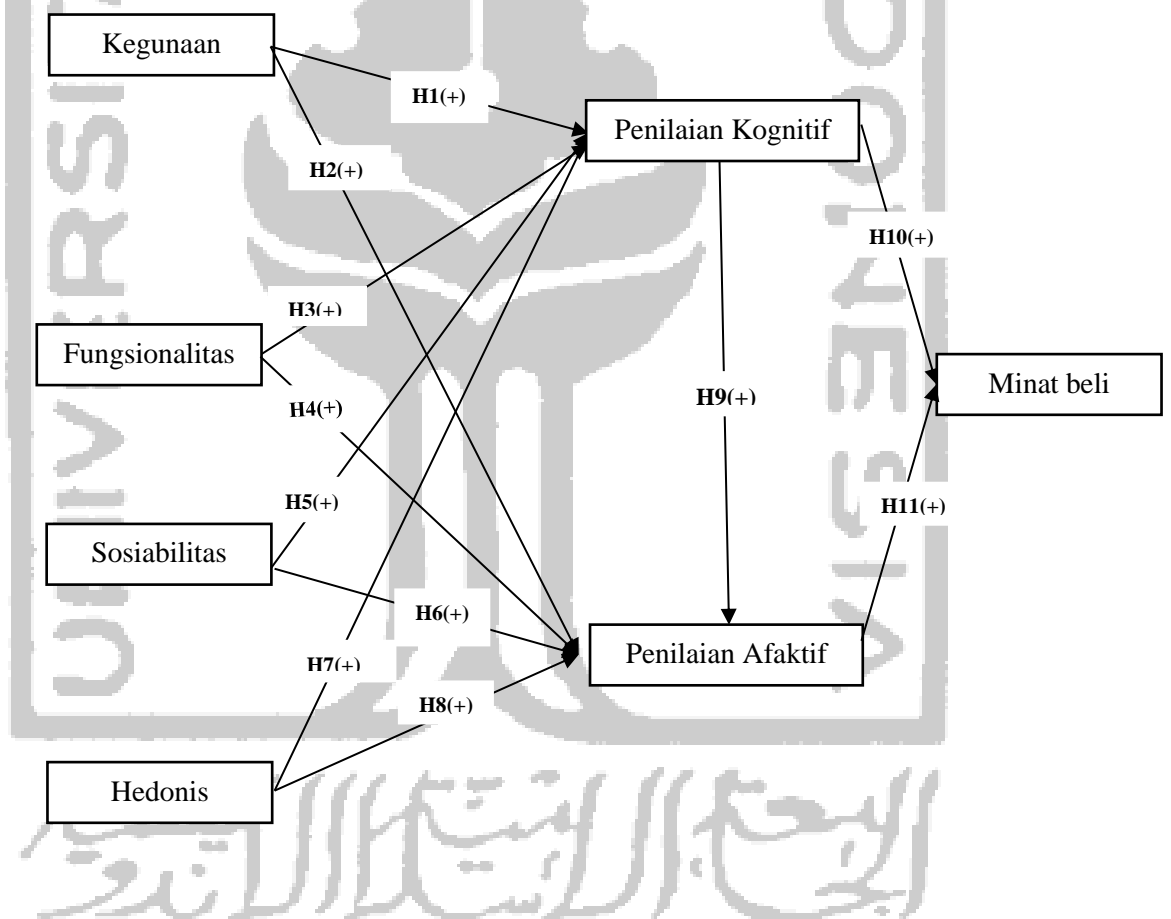 Kegunaan
H1(+)
Penilaian Kognitif
H2(+)
H10(+)
H3(+)
Fungsionalitas
Minat beli
H4(+)
H9(+)
H5(+)
H11(+)
Sosiabilitas
H6(+)
Penilaian Afaktif
H7(+)
H8(+)
Hedonis